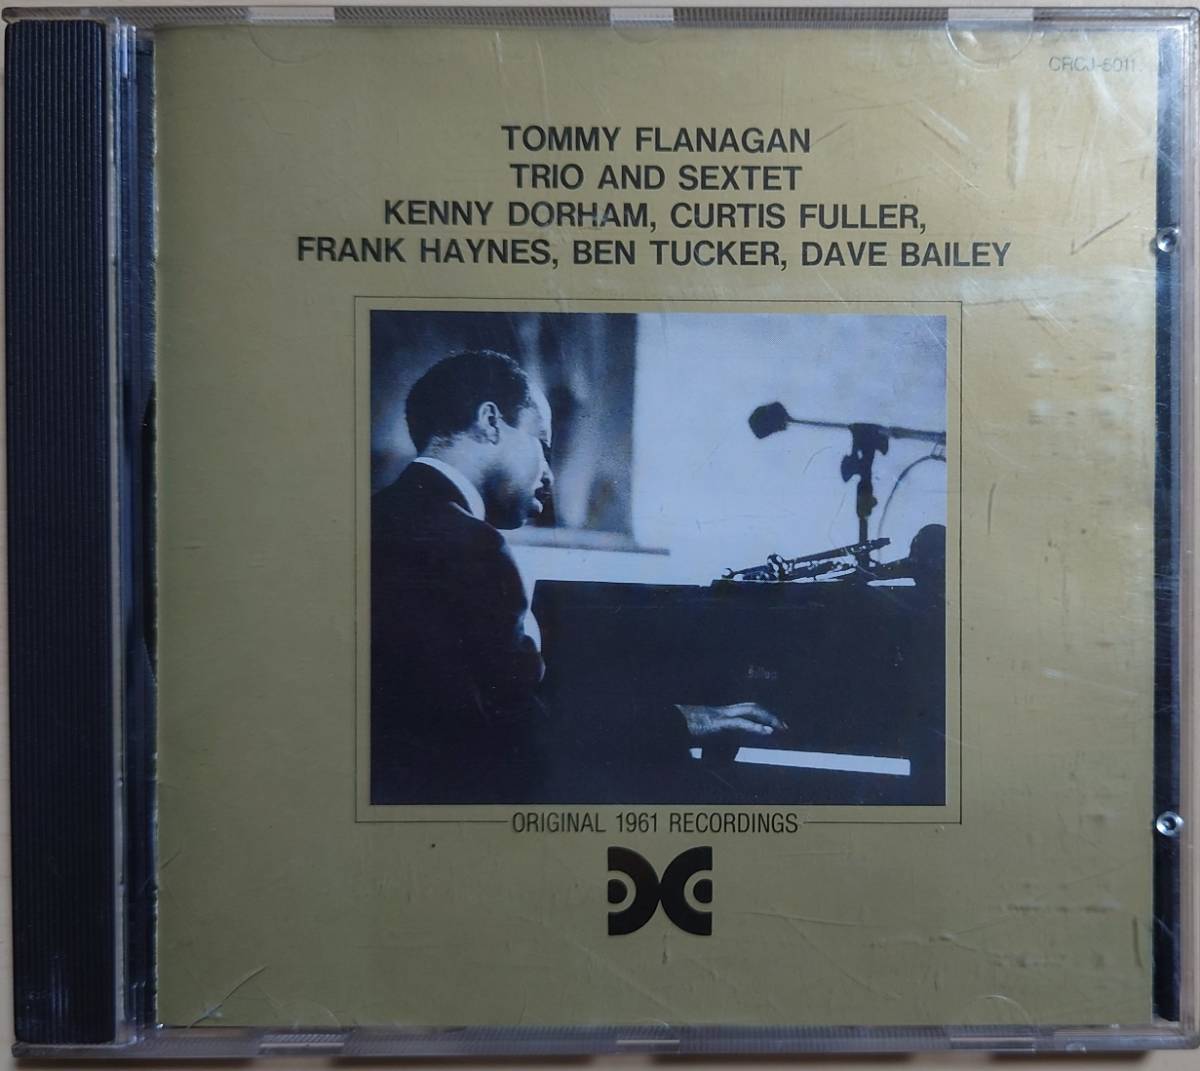 CRCJ-5011
TOMMY FLANAGAN
TRIO AND SEXTET
KENNY DORHAM, CURTIS FULLER,
FRANK HAYNES, BEN TUCKER, DAVE BAILEY
ORIGINAL 1961 RECORDINGS